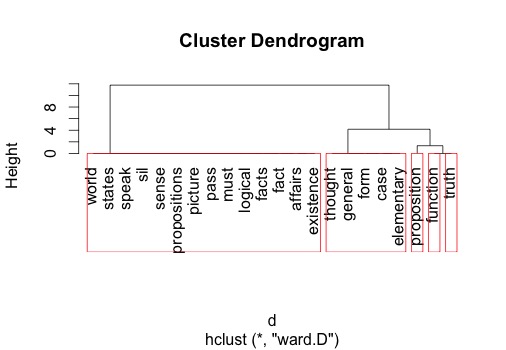 Cluster Dendrogram
Height
0
4
8
world
states
speak
sil
sense
propositions
picture
pass
must
logical
facts
fact
affairs
existence
thought
general
form
case
elementary
proposition
function
truth
d
hclust (*, "ward.D")